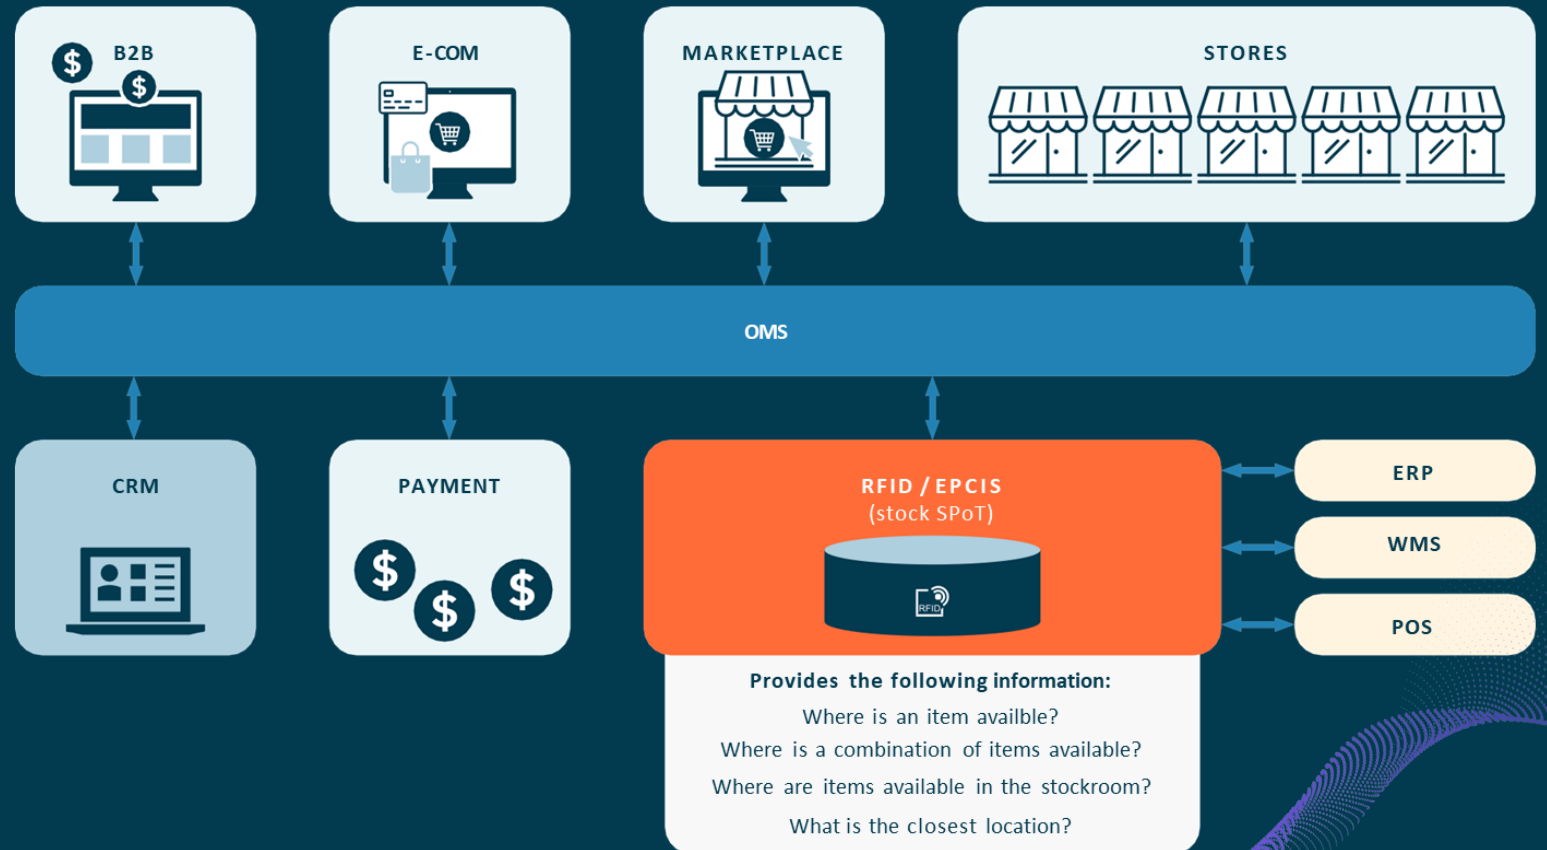 B2B
E-COM
MARKETPLACE
STORES
$
$
OMS
CRM
PAYMENT
RFID / EPCIS
(stock SPoT)
ERP
WMS
POS
$
$
$
RFID
Provides the following information:
Where is an item availble?
Where is a combination of items available?
Where are items available in the stockroom?
What is the closest location?